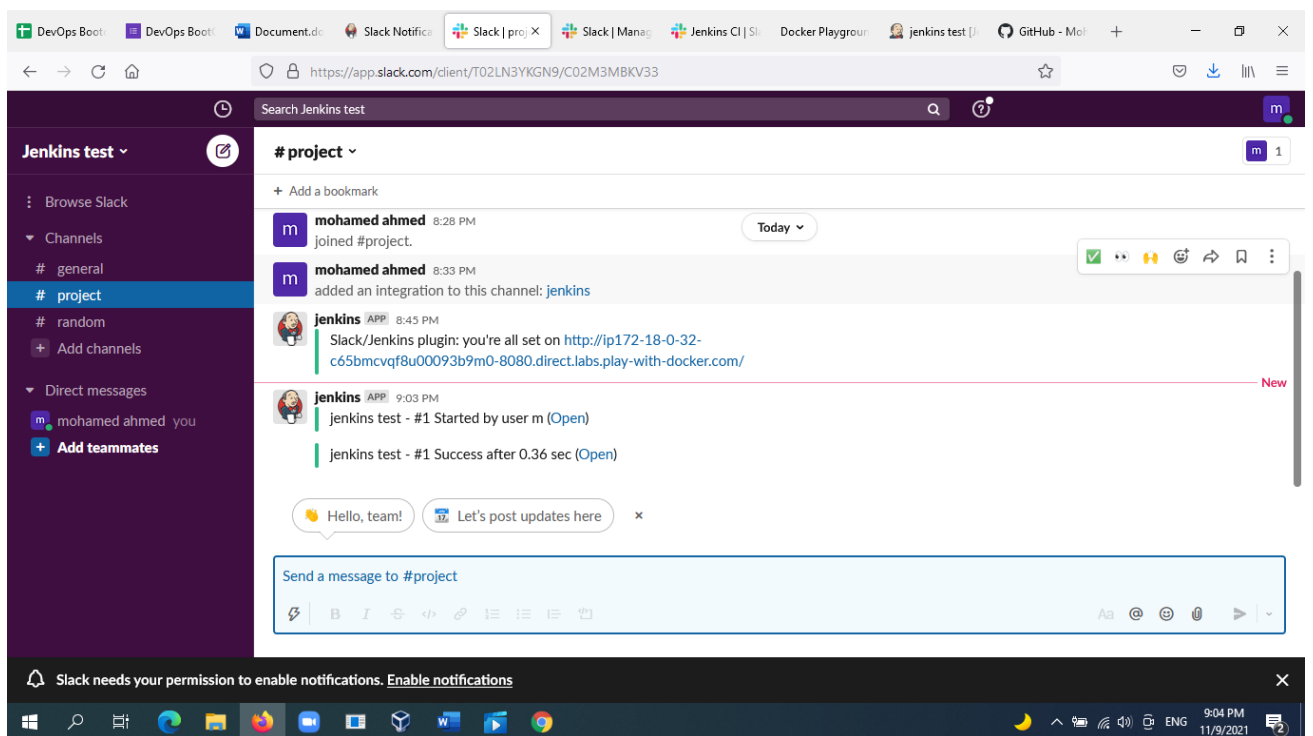 DevOps Boot
DevOps Boot
Document.do
Slack Notifica
Slack | proj
Slack | Manag
Jenkins CI | Sl
Docker Playgroun
jenkins test [J
GitHub - Moh
https://app.slack.com/client/T02LN3YKGN9/C02M3MBKV33
Search Jenkins test
m
Jenkins test
# project
m 1
+ Add a bookmark
Browse Slack
Channels
# general
# project
# random
+ Add channels
Direct messages
m mohamed ahmed you
+ Add teammates
Today
m
mohamed ahmed 8:28 PM
joined #project.
m
mohamed ahmed 8:33 PM
added an integration to this channel: jenkins
jenkins APP 8:45 PM
Slack/Jenkins plugin: you're all set on http://ip172-18-0-32-
c65bmcvqf8u00093b9m0-8080.direct.labs.play-with-docker.com/
New
jenkins APP 9:03 PM
jenkins test - #1 Started by user m (Open)
jenkins test - #1 Success after 0.36 sec (Open)
Hello, team!
17 Let's post updates here
Send a message to #project
B I S </>
Aa @
Slack needs your permission to enable notifications. Enable notifications
W
ENG
9:04 PM
11/9/2021
2